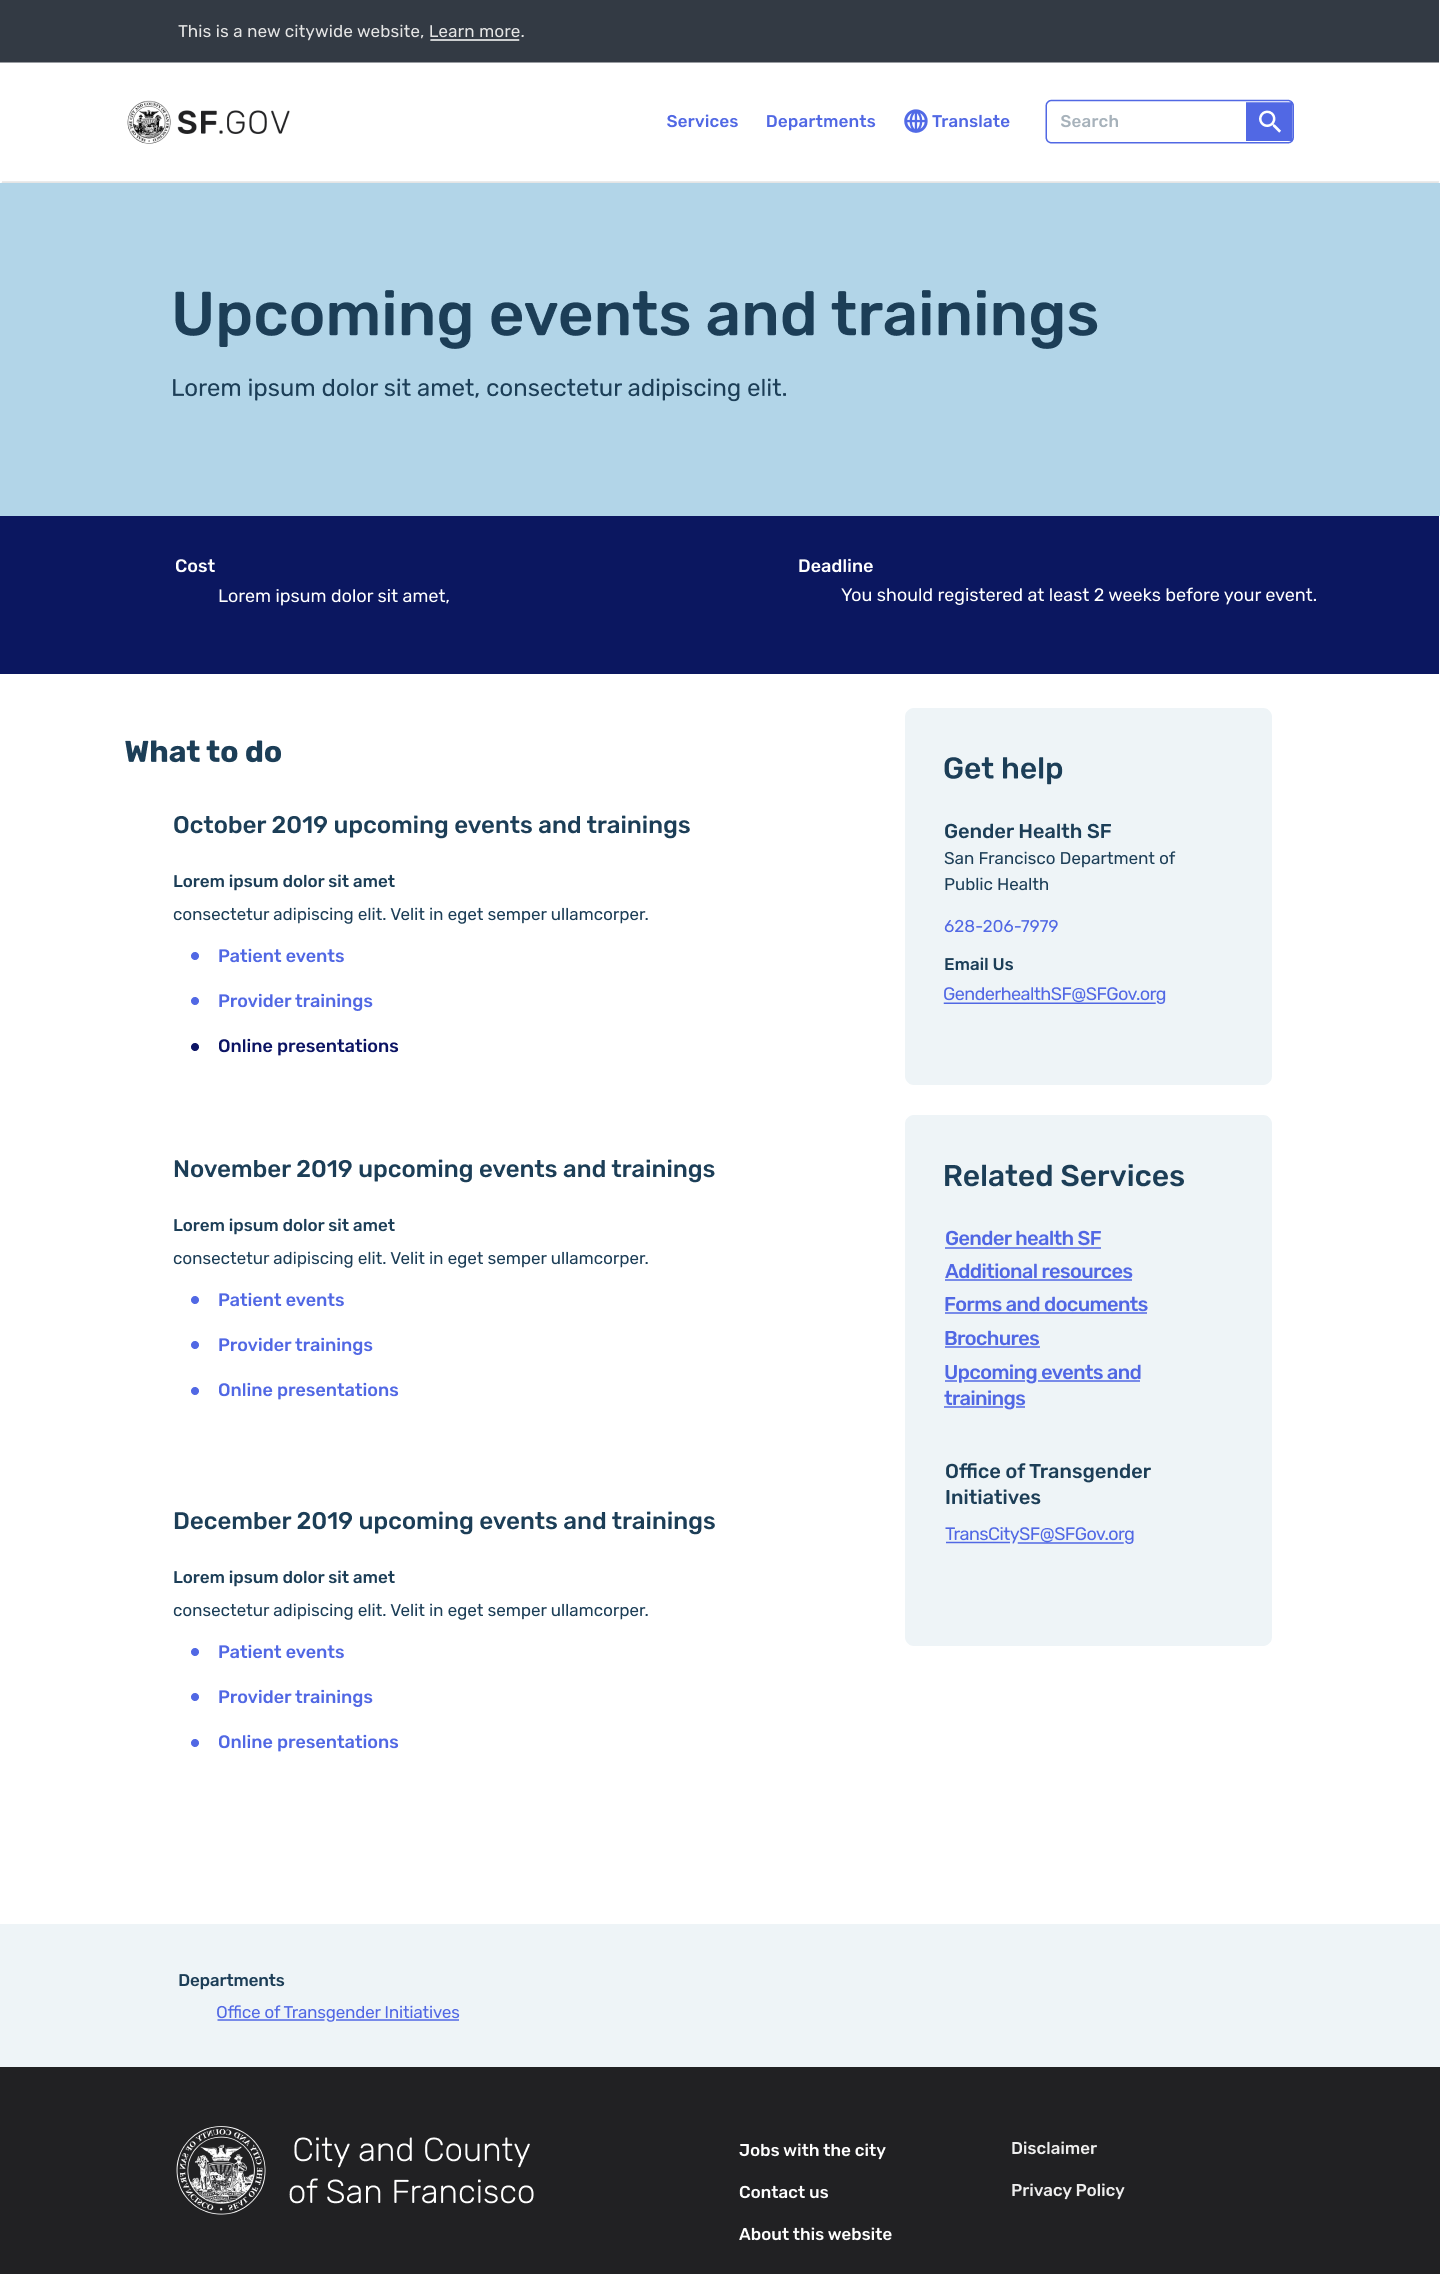 This is a new citywide website, Learn more.
SF.GOV
Services
Departments
Translate
Search
Upcoming events and trainings
Lorem ipsum dolor sit amet, consectetur adipiscing elit.
Cost
Lorem ipsum dolor sit amet,
Deadline
You should registered at least 2 weeks before your event.
What to do
October 2019 upcoming events and trainings
Lorem ipsum dolor sit amet
consectetur adipiscing elit. Velit in eget semper ullamcorper.
Patient events
Provider trainings
Online presentations
November 2019 upcoming events and trainings
Lorem ipsum dolor sit amet
consectetur adipiscing elit. Velit in eget semper ullamcorper.
Patient events
Provider trainings
Online presentations
December 2019 upcoming events and trainings
Lorem ipsum dolor sit amet
consectetur adipiscing elit. Velit in eget semper ullamcorper.
Patient events
Provider trainings
Online presentations
Get help
Gender Health SF
San Francisco Department of
Public Health
628-206-7979
Email Us
GenderhealthSF@SFGov.org
Related Services
Gender health SF
Additional resources
Forms and documents
Brochures
Upcoming events and
trainings
Office of Transgender
Initiatives
TransCitySF@SFGov.org
Departments
Office of Transgender Initiatives
City and County
of San Francisco
Jobs with the city
Contact us
About this website
Disclaimer
Privacy Policy